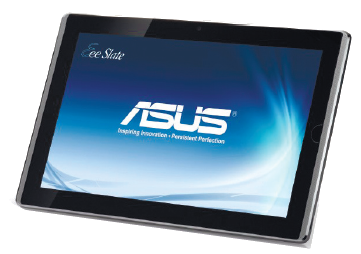 Eee Slate
ASUS®
Inspiring Innovation • Persistent Perfection